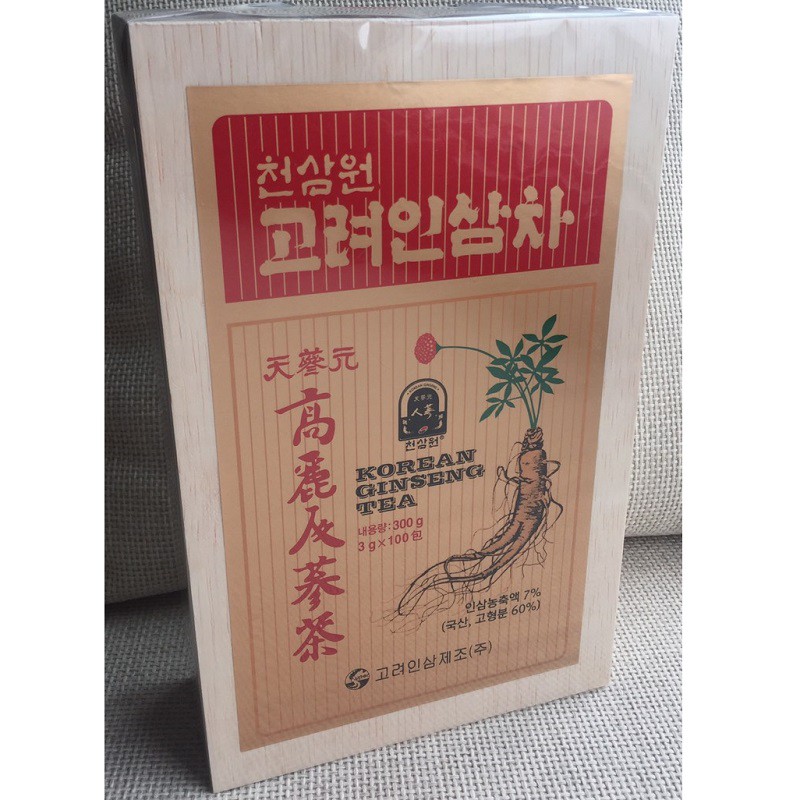 천삼원
고려인삼차
天蔘元
高麗人蔘茶
天蔘元
人蔘
천삼원®
KOREAN
GINSENG
TEA
내용량: 300 g
3 g × 100 包
인삼농축액 7%
(국산, 고형분 60%)
고려인삼제조(주)